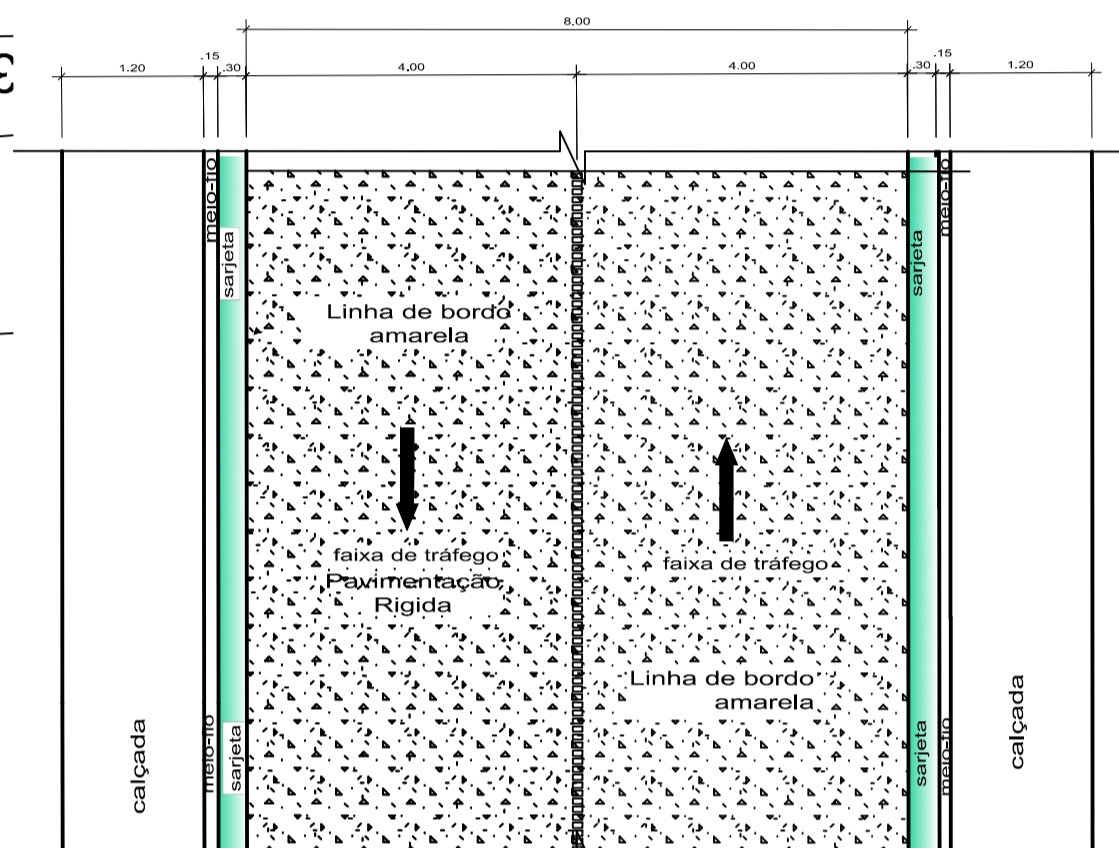 8.00
.15
.15
1.20
.30
4.00
4.00
.30
1.20
meio-fio
meio-fio
sarjeta
sarjeta
Linha de bordo
amarela
faixa de tráfego
faixa de tráfego
Pavimentação
Rigida
Linha de bordo
amarela
calçada
meio-fio
sarjeta
sarjeta
meio-fio
calçada